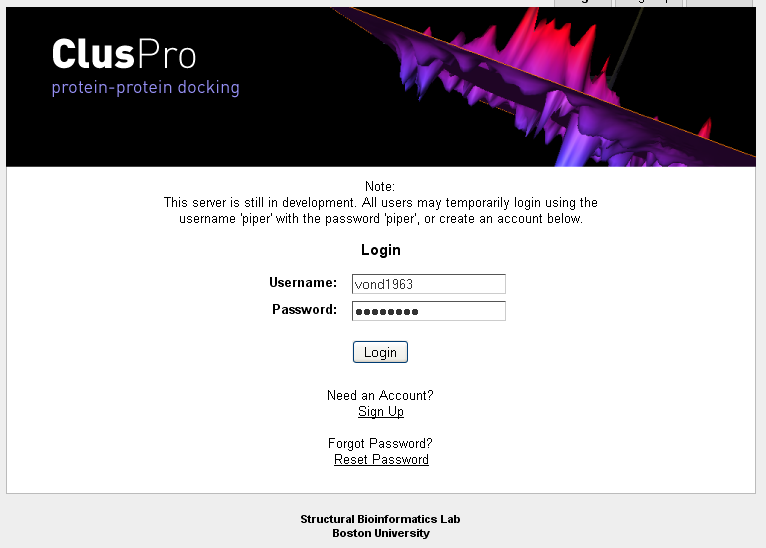 ClusPro
protein-protein docking
Note:
This server is still in development. All users may temporarily login using the
username 'piper' with the password 'piper', or create an account below.
Login
Username:
vond1963
Password:
●●●●●●●●
Login
Need an Account?
Sign Up
Forgot Password?
Reset Password
Structural Bioinformatics Lab
Boston University